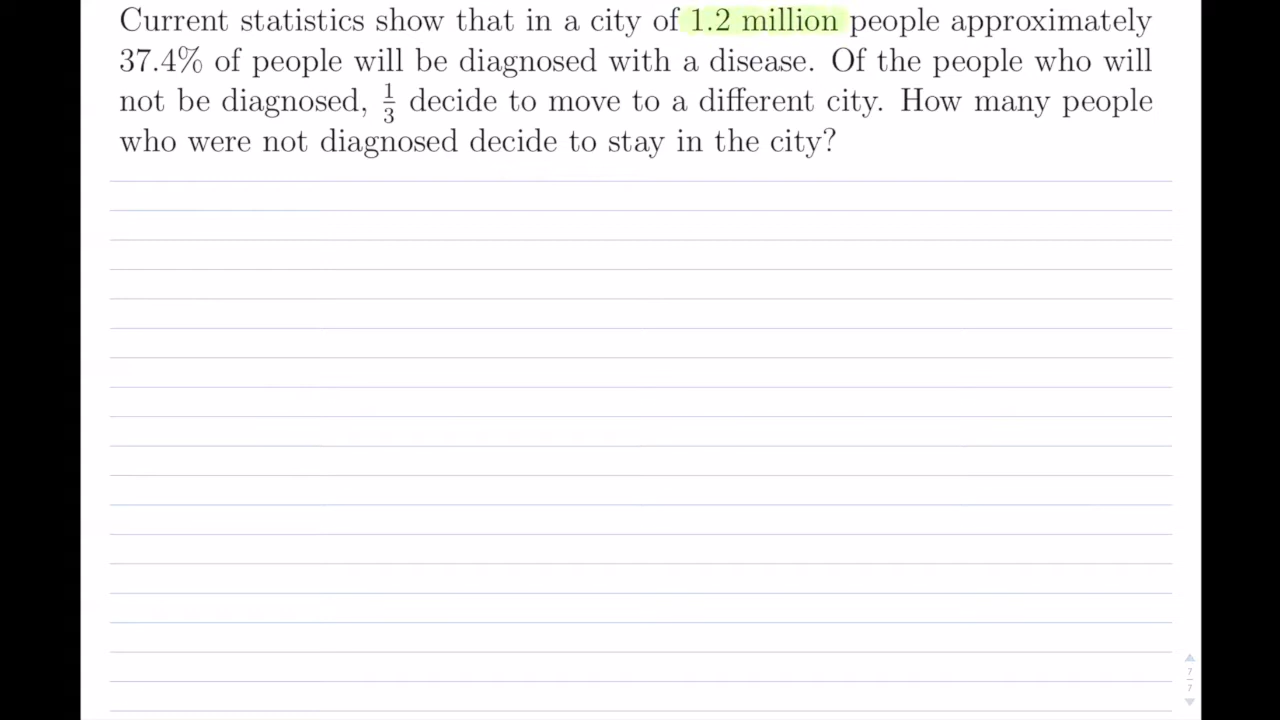 Current statistics show that in a city of 1.2 million people approximately
37.4% of people will be diagnosed with a disease. Of the people who will
not be diagnosed, 1/3 decide to move to a different city. How many people
who were not diagnosed decide to stay in the city?
7
7